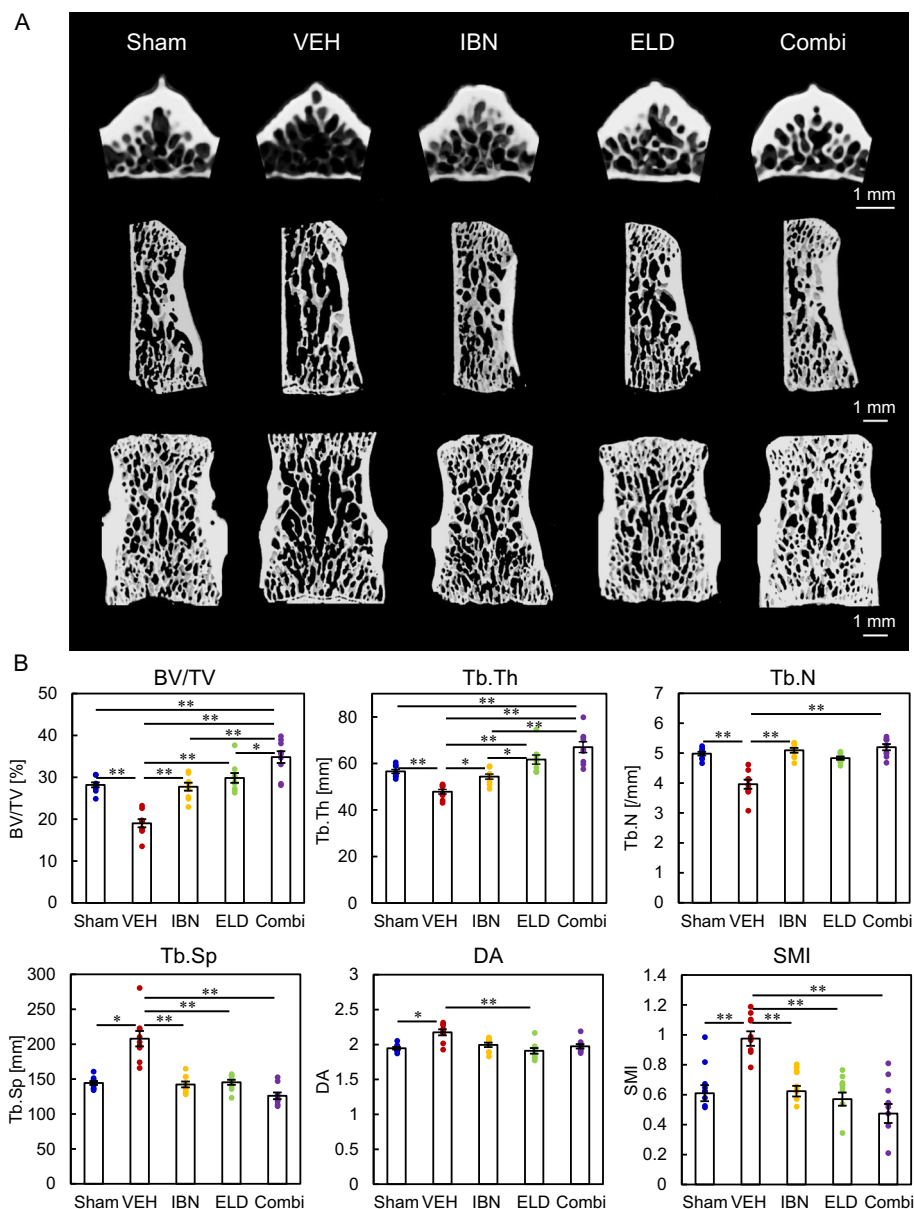 A
Sham VEH IBN ELD Combi
1 mm
1 mm
1 mm
B
BV/TV
BV/TV [%]
50
40
30
20
10
0
** ** ** * ** ** **
Sham VEH IBN ELD Combi
Tb.Th
Tb.Th [mm]
80
60
40
20
0
** ** ** ** * ** *
Sham VEH IBN ELD Combi
Tb.N
Tb.N [/mm]
7
6
5
4
3
2
1
0
** ** **
Sham VEH IBN ELD Combi
Tb.Sp
Tb.Sp [mm]
300
250
200
150
100
50
0
** ** * **
Sham VEH IBN ELD Combi
DA
DA
3
2.5
2
1.5
1
0.5
0
* **
Sham VEH IBN ELD Combi
SMI
SMI
1.4
1.2
1
0.8
0.6
0.4
0.2
0
** ** ** **
Sham VEH IBN ELD Combi